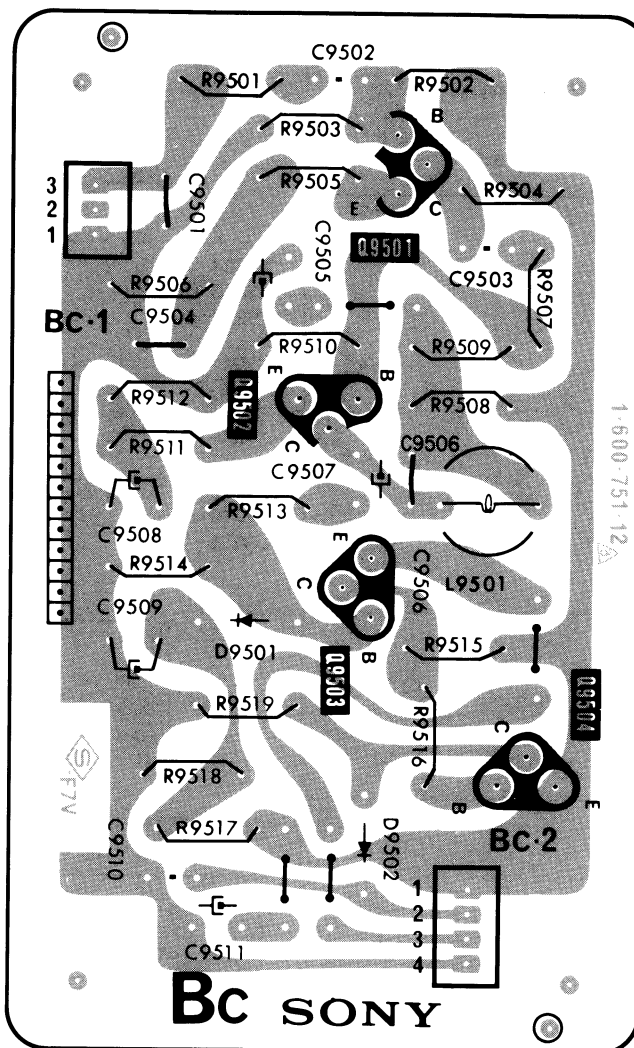 C9502
R9501
R9502
B
R9503
3
2
1
C9501
R9505
E
C
R9504
Q9501
C9505
C9503
R9506
R9507
BC·1
C9504
R9510
R9509
E
B
R9512
Q9502
R9508
C
C9506
R9511
C9507
1-600-751-12
R9513
C9508
E
R9514
C
C9506
L9501
C9509
B
R9515
D9501
Q9503
Q9504
R9519
C
R9516
S
F7V
R9518
B
E
R9517
D9502
BC·2
C9510
1
2
3
4
C9511
BC SONY